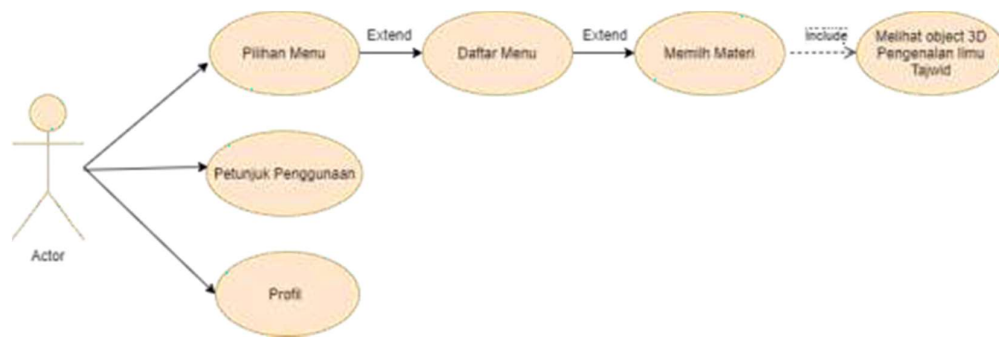 Pilihan Menu
Extend
Daftar Menu
Extend
Memilh Materi
Include
Melihat object 3D
Pengenalan Ilmu
Tajwid
Petunjuk Penggunaan
Actor
Profil